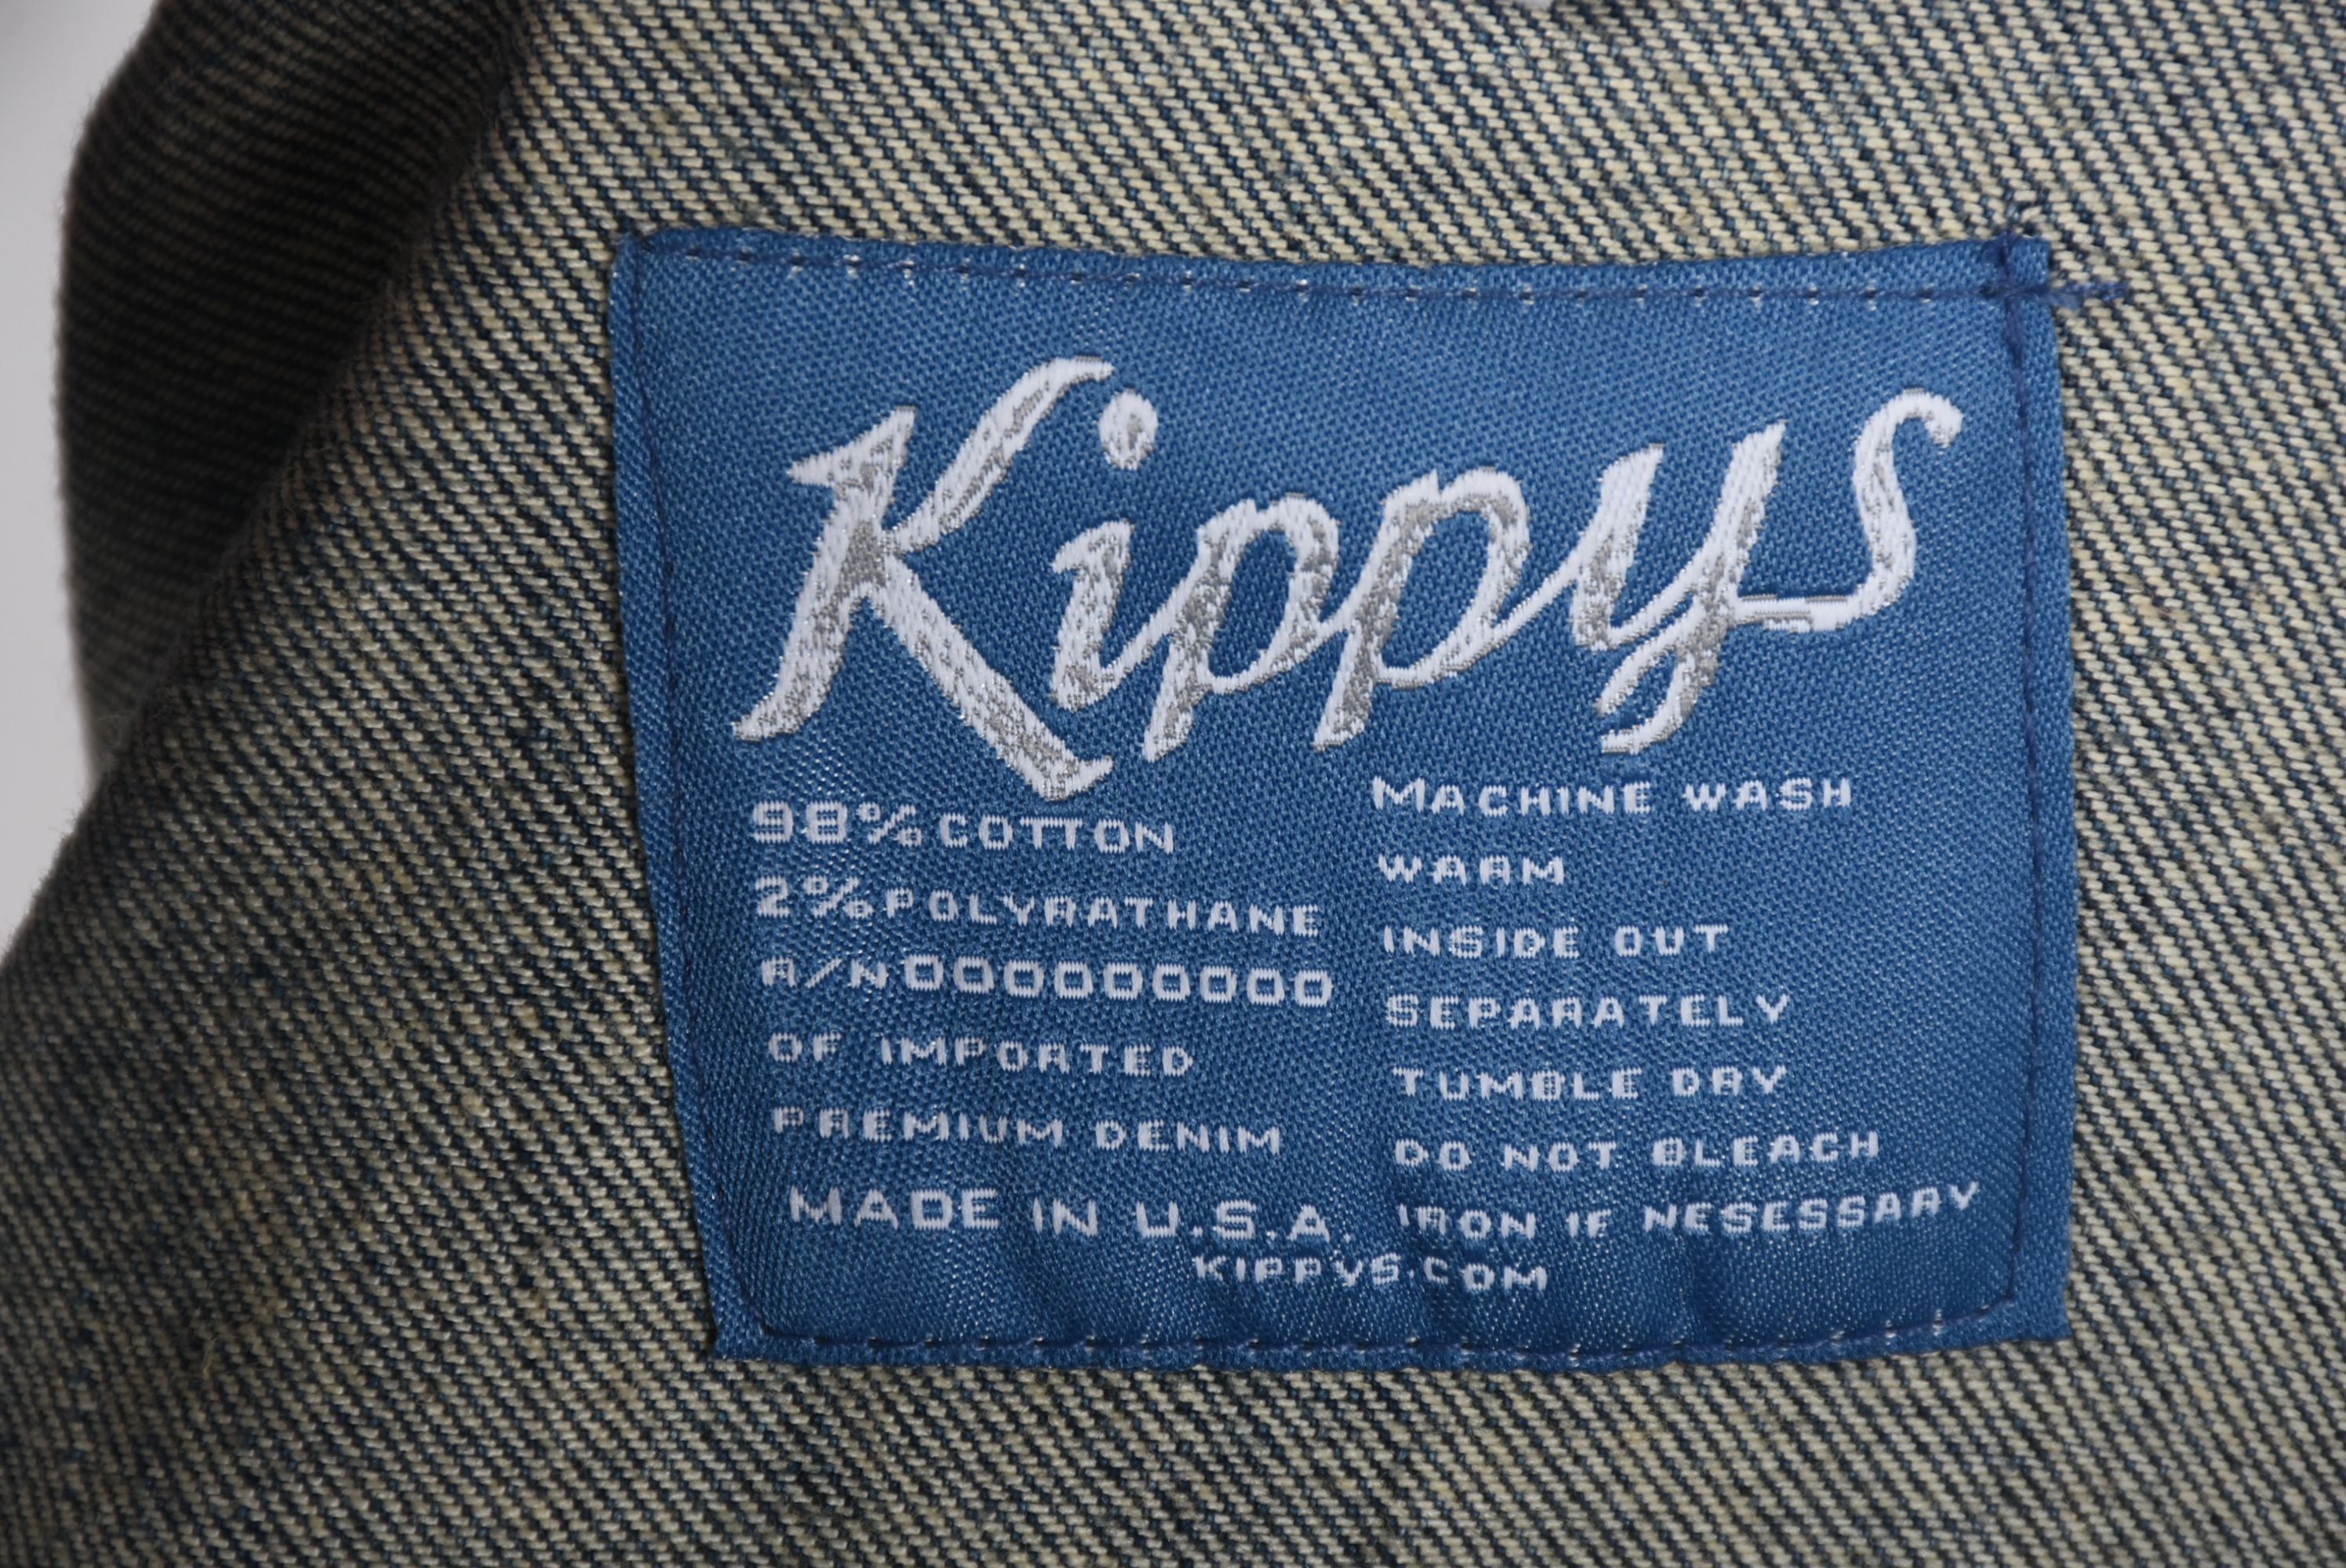 Kippys
98% COTTON
2% POLYRATHANE
R/N 000000000
OF IMPORTED
PREMIUM DENIM
MADE IN U.S.A.
MACHINE WASH
WARM
INSIDE OUT
SEPARATELY
TUMBLE DRY
DO NOT BLEACH
IRON IF NESESSARY
KIPPYS.COM